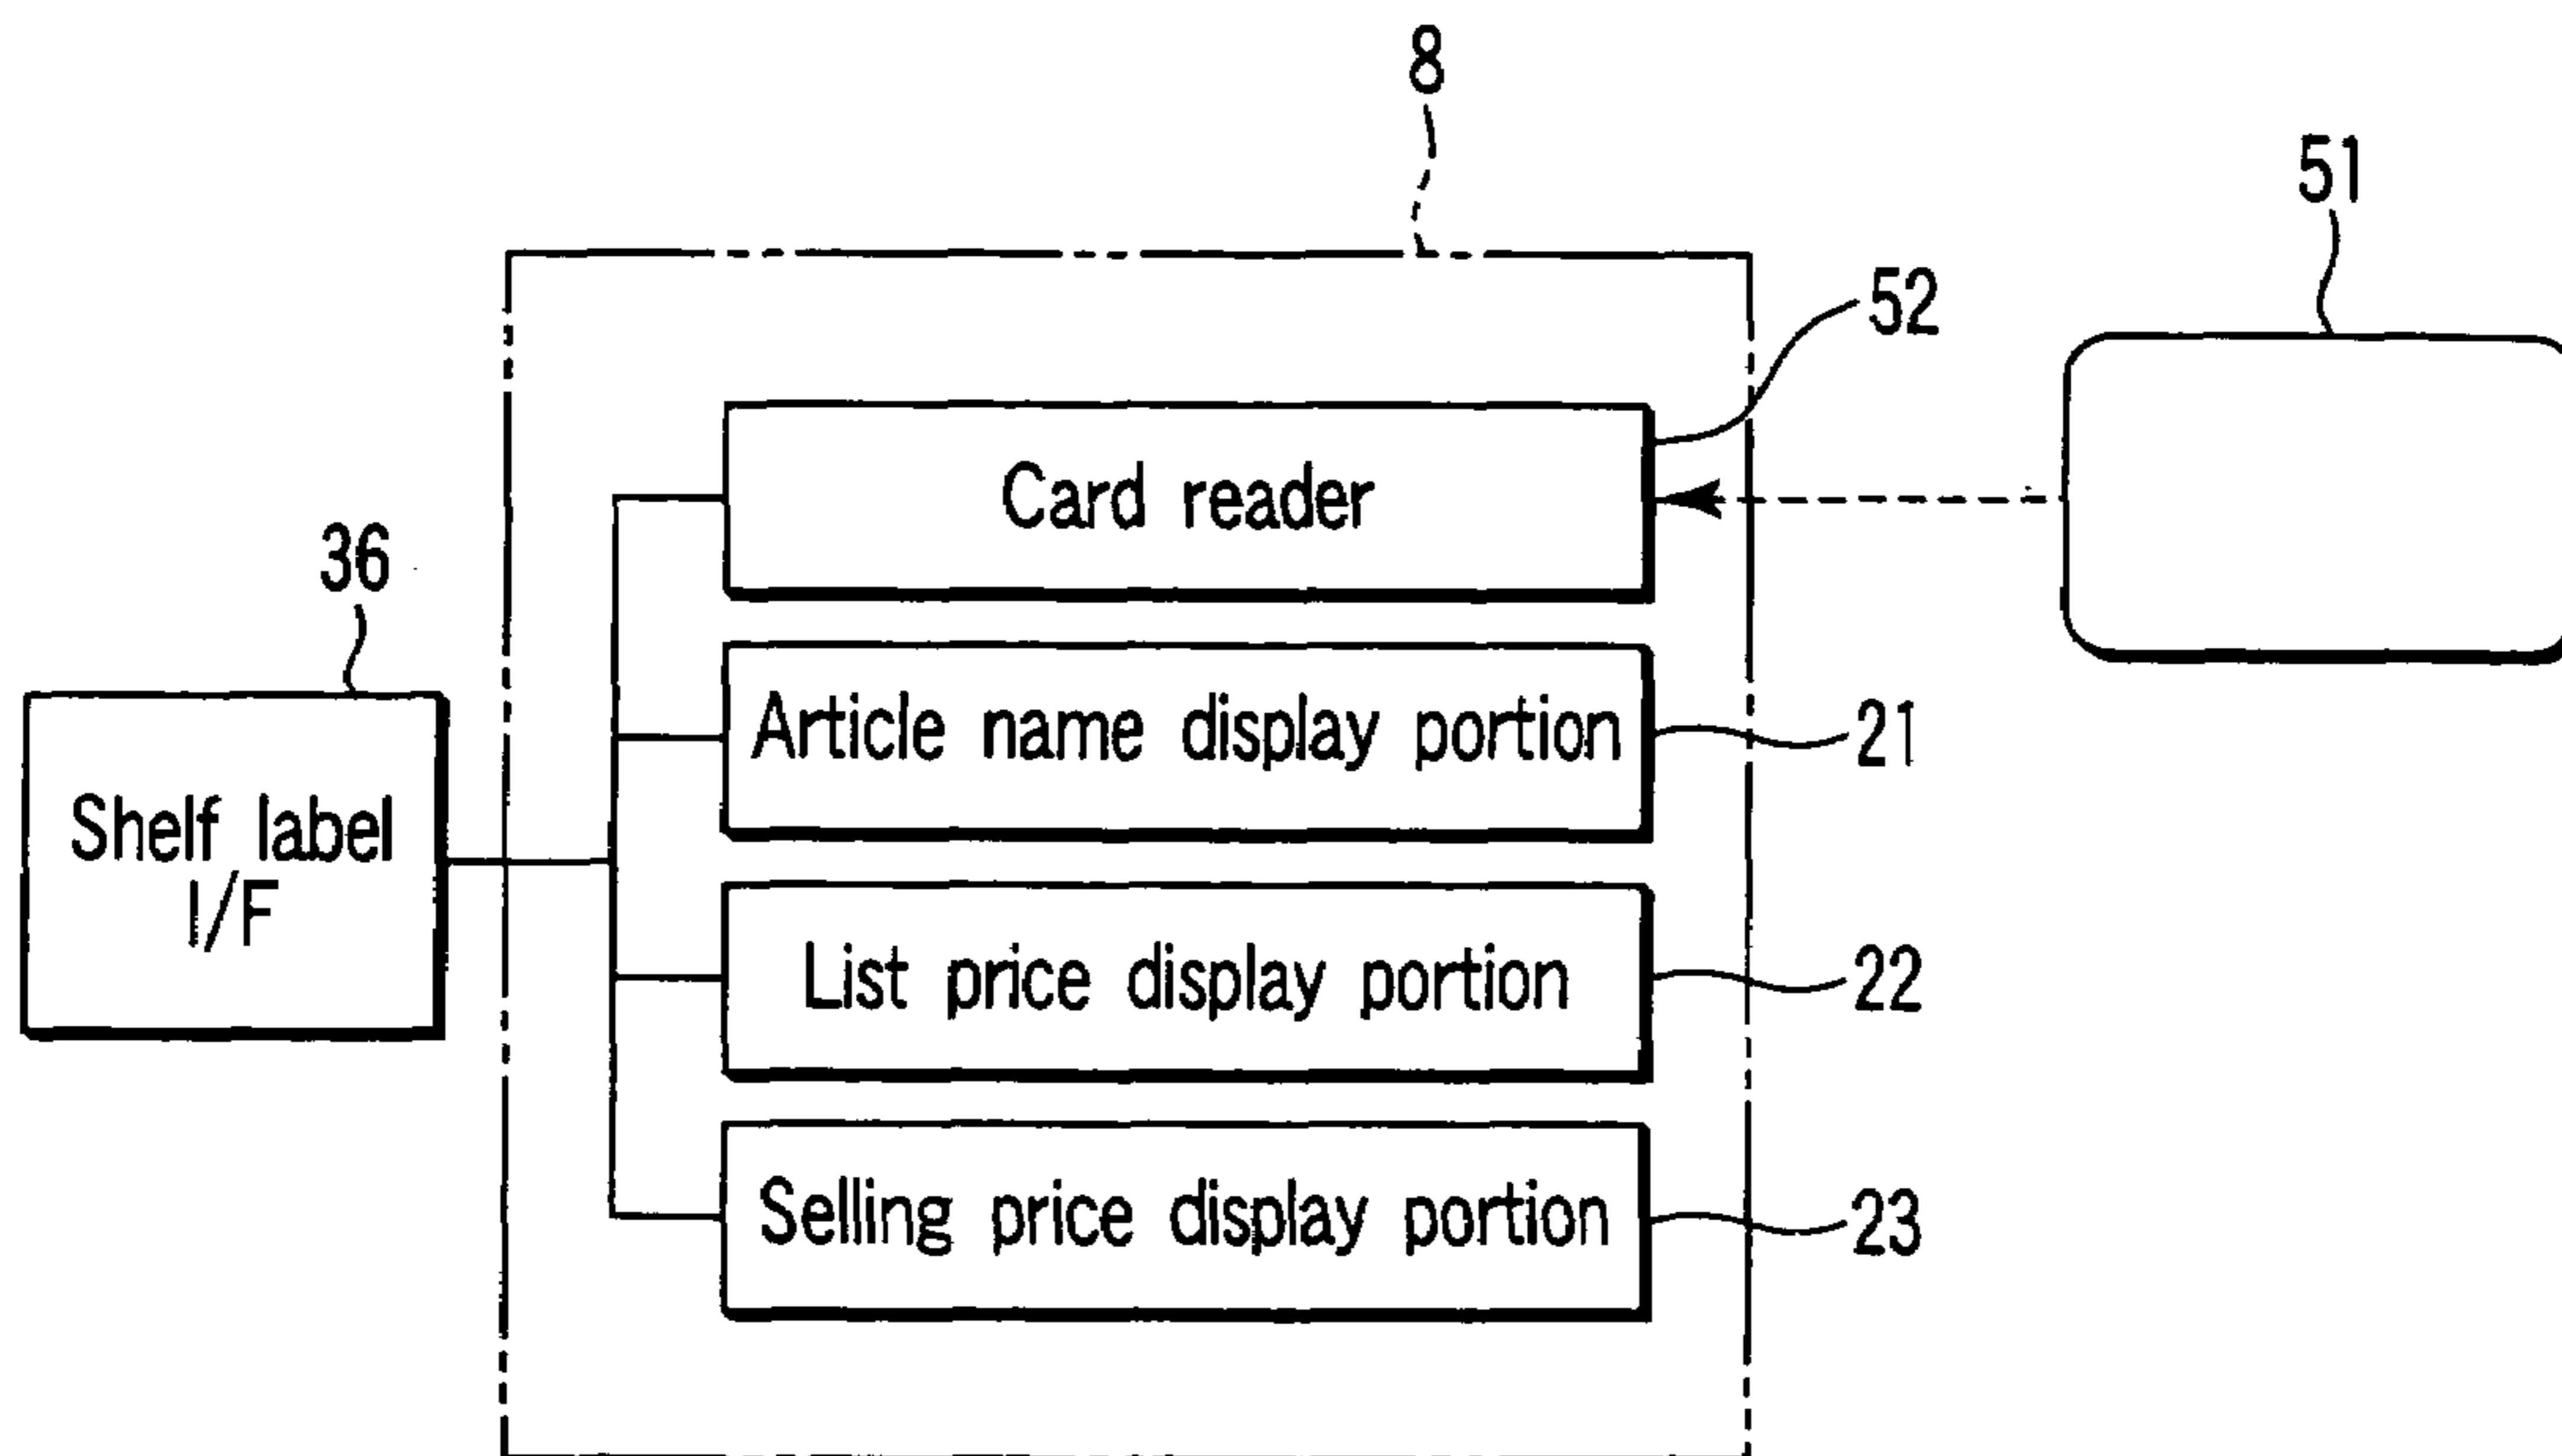 8
51
52
Card reader
36
Article name display portion
21
Shelf label
I/F
List price display portion
22
Selling price display portion
23